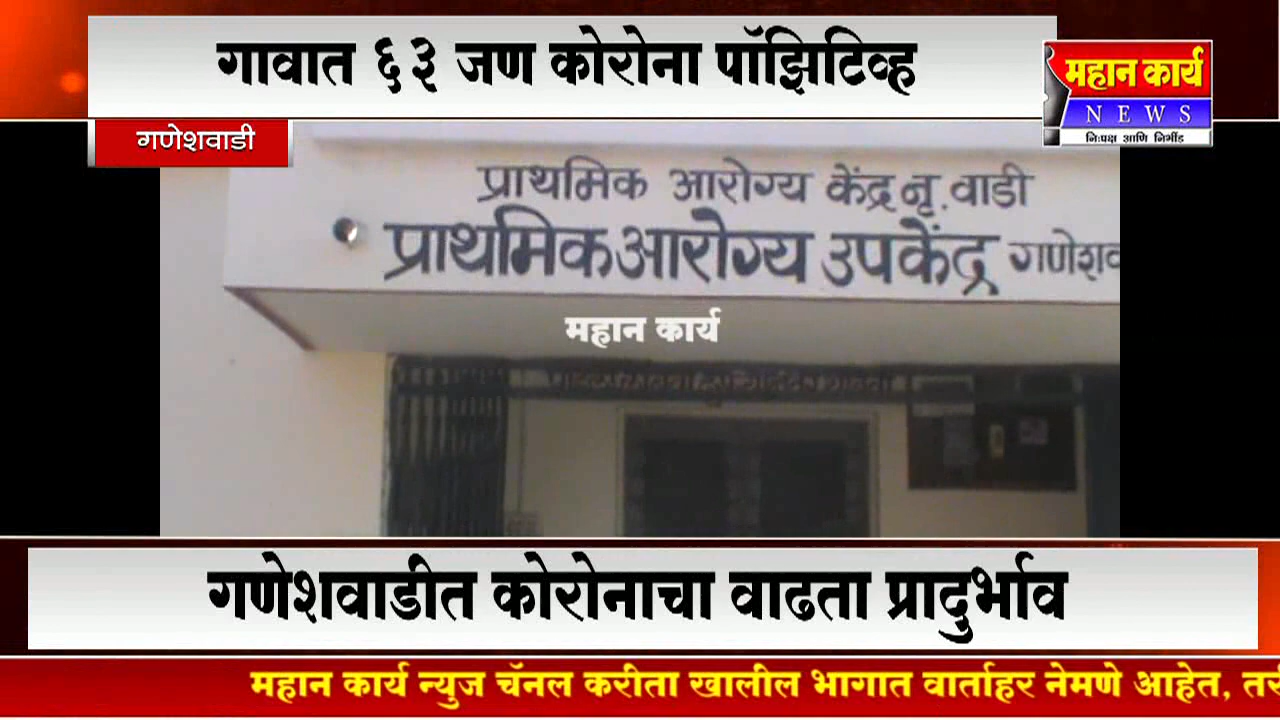 गावात ६३ जण कोरोना पॉझिटिव्ह
महान कार्य
NEWS
निःपक्ष आणि निर्भीड
गणेशवाडी
प्राथमिक आरोग्य केंद्र नृ. वाडी
प्राथमिक आरोग्य उपकेंद्र गणेशव
महान कार्य
गणेशवाडीत कोरोनाचा वाढता प्रादुर्भाव
महान कार्य न्युज चॅनल करीता खालील भागात वार्ताहर नेमणे आहेत, तरी